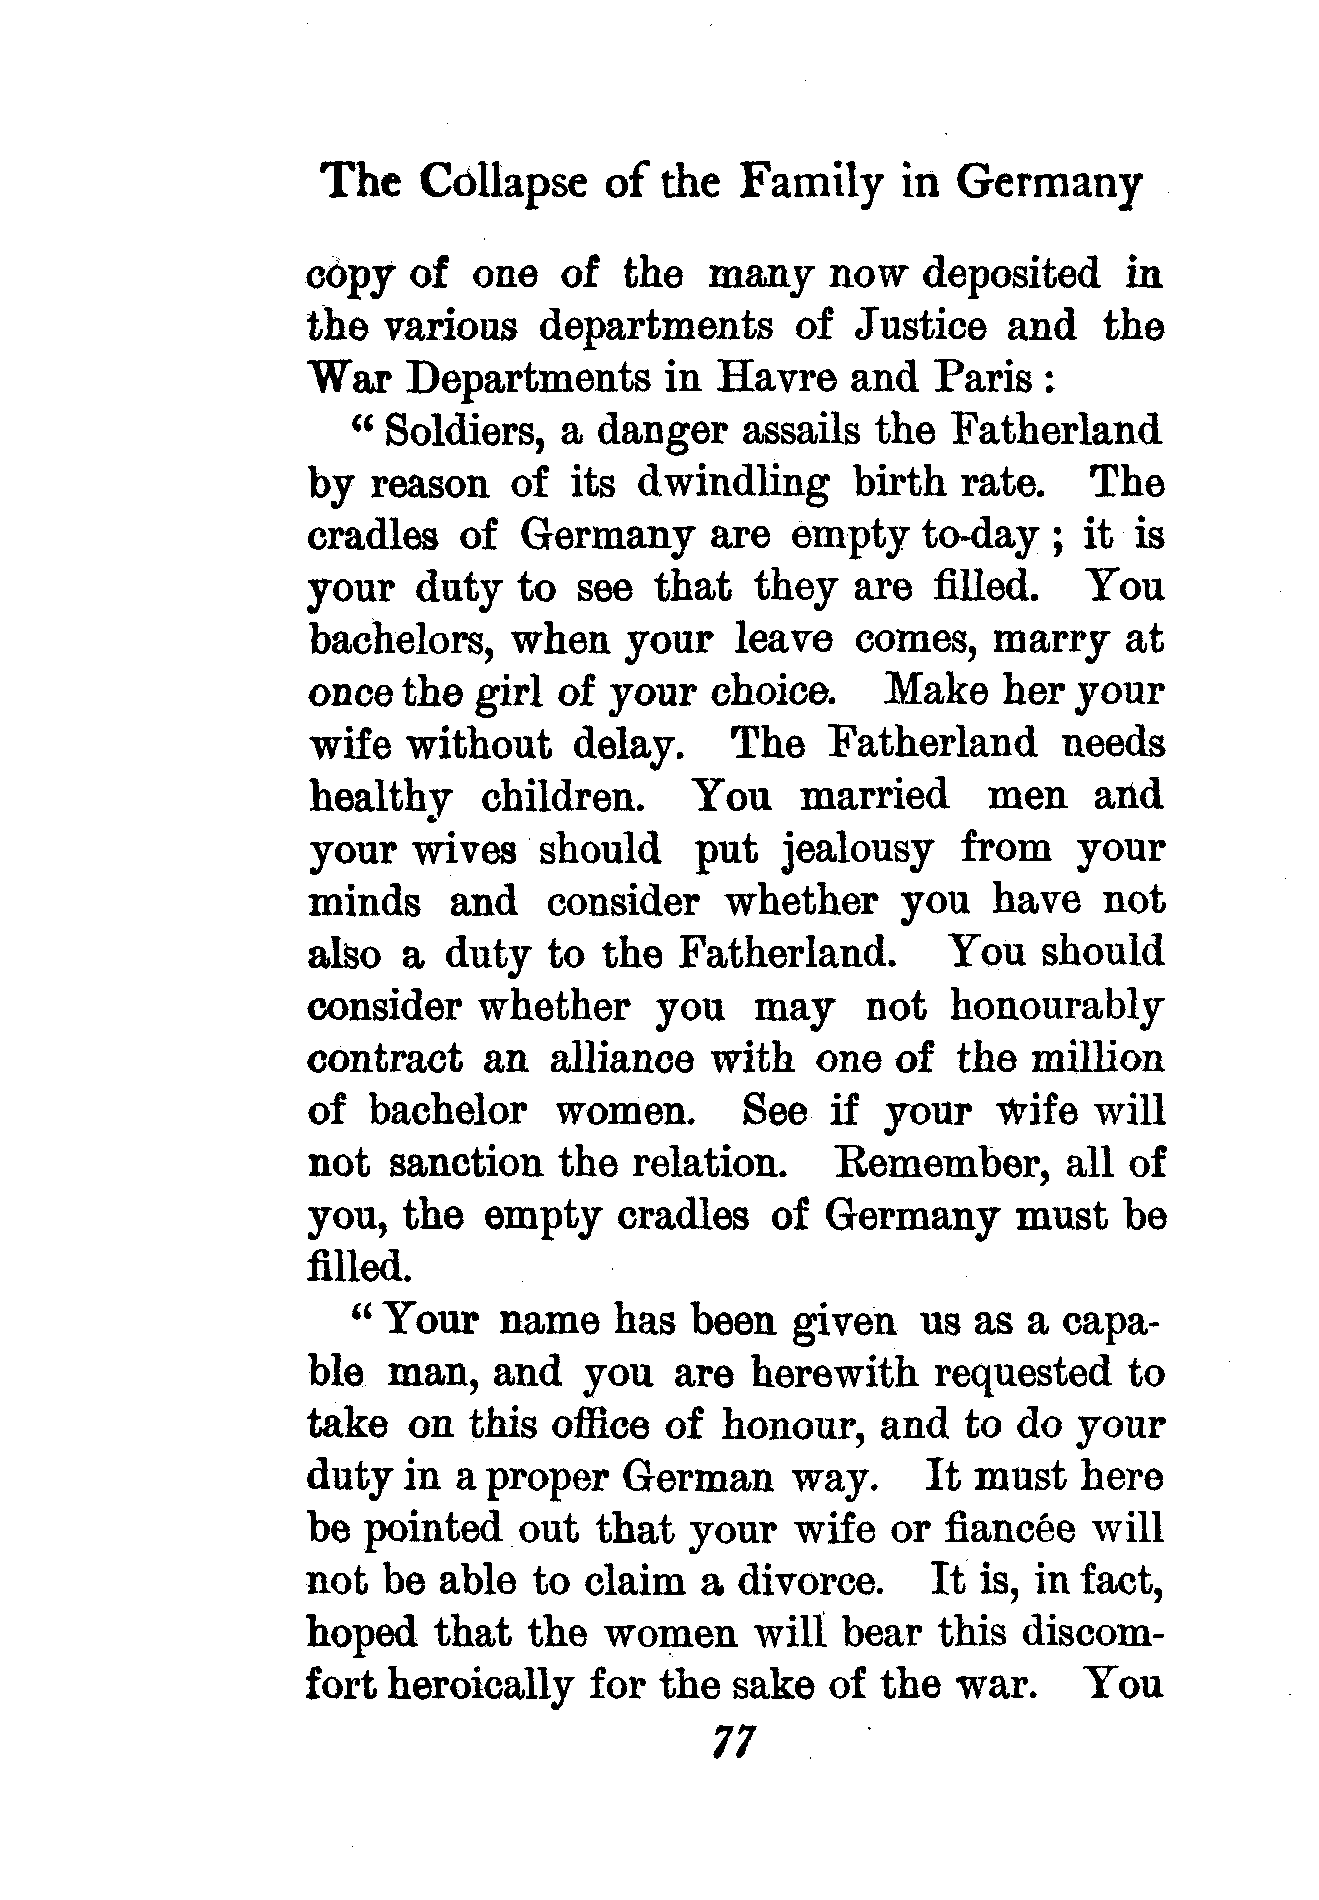 The Collapse of the Family in Germany
copy of one of the many now deposited in
the various departments of Justice and the
War Departments in Havre and Paris :
“ Soldiers, a danger assails the Fatherland
by reason of its dwindling birth rate. The
cradles of Germany are empty to-day ; it is
your duty to see that they are filled. You
bachelors, when your leave comes, marry at
once the girl of your choice. Make her your
wife without delay. The Fatherland needs
healthy children. You married men and
your wives should put jealousy from your
minds and consider whether you have not
also a duty to the Fatherland. You should
consider whether you may not honourably
contract an alliance with one of the million
of bachelor women. See if your wife will
not sanction the relation. Remember, all of
you, the empty cradles of Germany must be
filled.
“ Your name has been given us as a capa-
ble man, and you are herewith requested to
take on this office of honour, and to do your
duty in a proper German way. It must here
be pointed out that your wife or fiancée will
not be able to claim a divorce. It is, in fact,
hoped that the women will bear this discom-
fort heroically for the sake of the war. You
77